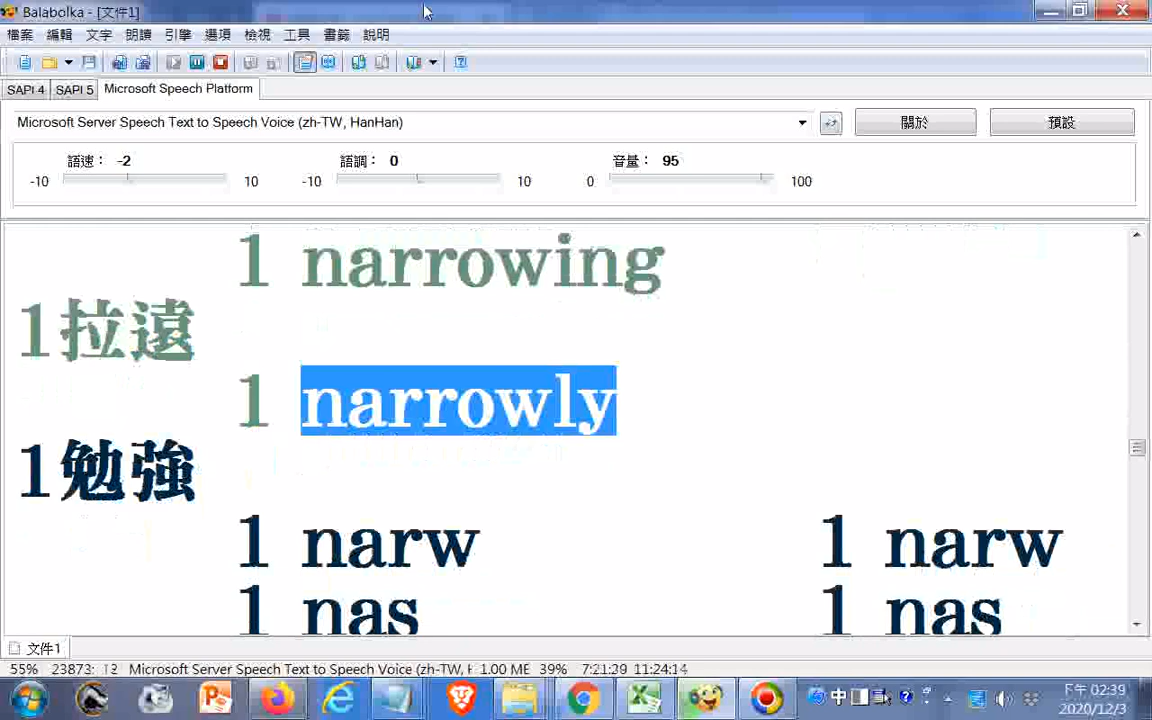 Balabolka - [文件1]
檔案 編輯 文字 朗讀 引擎 選項 檢視 工具 書籤 說明
SAPI 4 SAPI 5 Microsoft Speech Platform
Microsoft Server Speech Text to Speech Voice (zh-TW, HanHan) 關於 預設
語速： -2 語調： 0 音量： 95
-10 10 -10 10 0 100
1 narrowing
1拉遠
1 narrowly
1勉強
1 narw 1 narw
1 nas 1 nas
文件1
55% 23873: 12 Microsoft Server Speech Text to Speech Voice (zh-TW, H 1.00 ME 39% 7:21:39 11:24:14
中 下午 02:39
2020/12/3